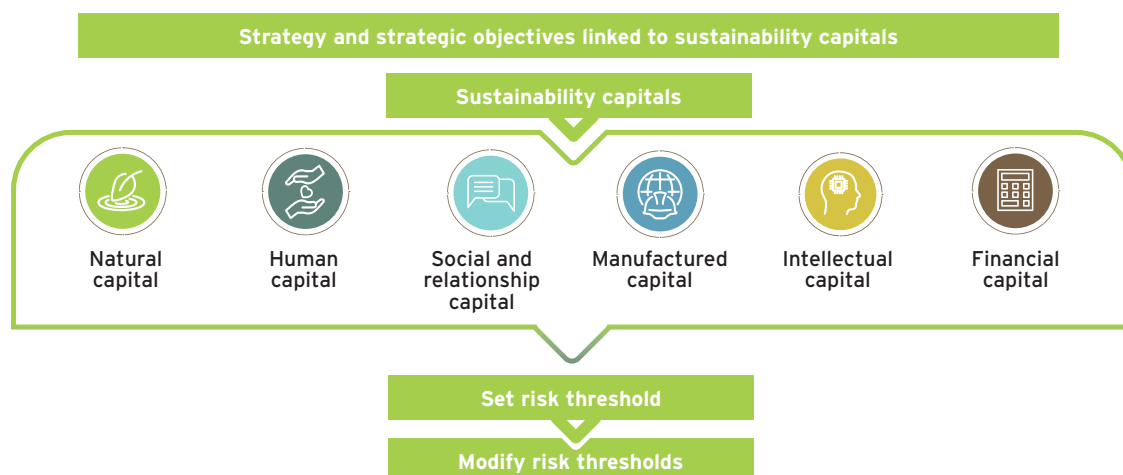 Strategy and strategic objectives linked to sustainability capitals
Sustainability capitals
Natural
capital
Human
capital
Social and
relationship
capital
Manufactured
capital
Intellectual
capital
Financial
capital
Set risk threshold
Modify risk thresholds